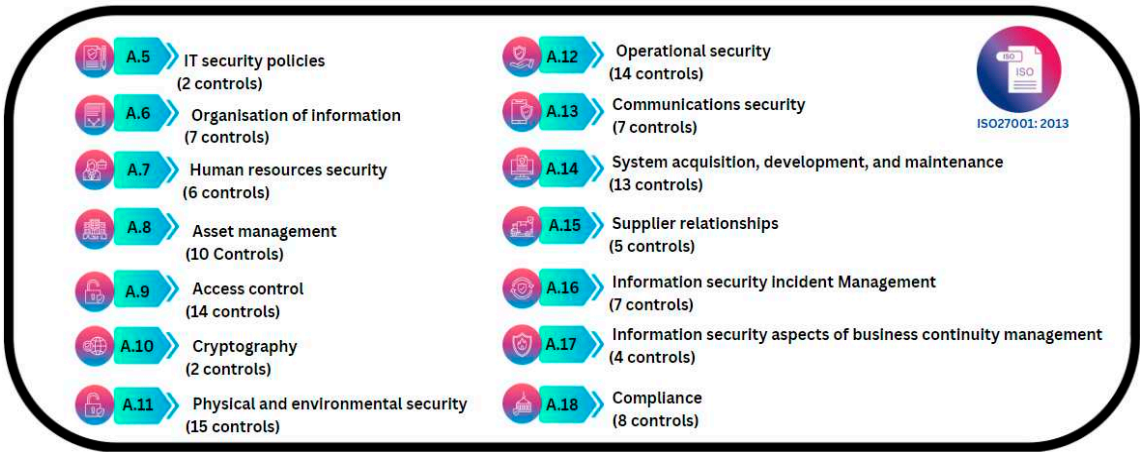 A.5
IT security policies
(2 controls)
A.6
Organisation of information
(7 controls)
A.7
Human resources security
(6 controls)
A.8
Asset management
(10 Controls)
A.9
Access control
(14 controls)
A.10
Cryptography
(2 controls)
A.11
Physical and environmental security
(15 controls)
A.12
Operational security
(14 controls)
A.13
Communications security
(7 controls)
A.14
System acquisition, development, and maintenance
(13 controls)
A.15
Supplier relationships
(5 controls)
A.16
Information security incident Management
(7 controls)
A.17
Information security aspects of business continuity management
(4 controls)
A.18
Compliance
(8 controls)
ISO
ISO
ISO27001: 2013